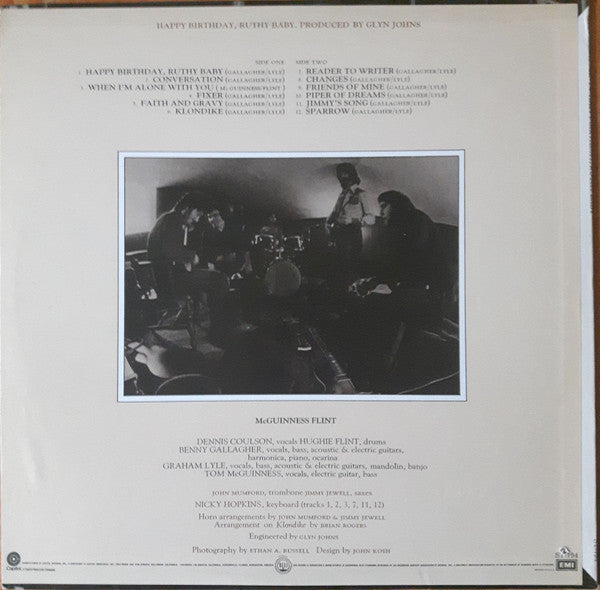 HAPPY BIRTHDAY, RUTHY BABY. PRODUCED BY GLYN JOHNS
SIDE ONE
1. HAPPY BIRTHDAY, RUTHY BABY (GALLAGHER/LYLE)
2. CONVERSATION (GALLAGHER/LYLE)
3. WHEN I'M ALONE WITH YOU (McGUINNESS/FLINT)
4. FIXER (GALLAGHER/LYLE)
5. FAITH AND GRAVY (GALLAGHER/LYLE)
6. KLONDIKE (GALLAGHER/LYLE)
SIDE TWO
7. READER TO WRITER (GALLAGHER/LYLE)
8. CHANGES (GALLAGHER/LYLE)
9. FRIENDS OF MINE (GALLAGHER/LYLE)
10. PIPER OF DREAMS (GALLAGHER/LYLE)
11. JIMMY'S SONG (GALLAGHER/LYLE)
12. SPARROW (GALLAGHER/LYLE)
McGUINNESS FLINT
DENNIS COULSON, vocals HUGHIE FLINT, drums
BENNY GALLAGHER, vocals, bass, acoustic & electric guitars,
harmonica, piano, ocarina
GRAHAM LYLE, vocals, bass, acoustic & electric guitars, mandolin, banjo
TOM McGUINNESS, vocals, electric guitar, bass
JOHN MUMFORD, trombone JIMMY JEWELL, saxes
NICKY HOPKINS, keyboard (tracks 1, 2, 3, 7, 11, 12)
Horn arrangements by JOHN MUMFORD & JIMMY JEWELL
Arrangement on Klondike by BRIAN ROGERS
Engineered by GLYN JOHNS
Photography by ETHAN A. RUSSELL Design by JOHN KOSH
Capitol
EMI